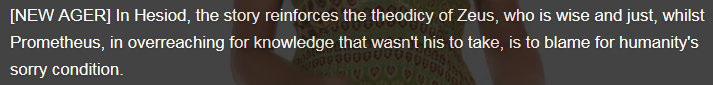 [NEW AGER] In Hesiod, the story reinforces the theodicy of Zeus, who is wise and just, whilst
Prometheus, in overreaching for knowledge that wasn't his to take, is to blame for humanity's
sorry condition.